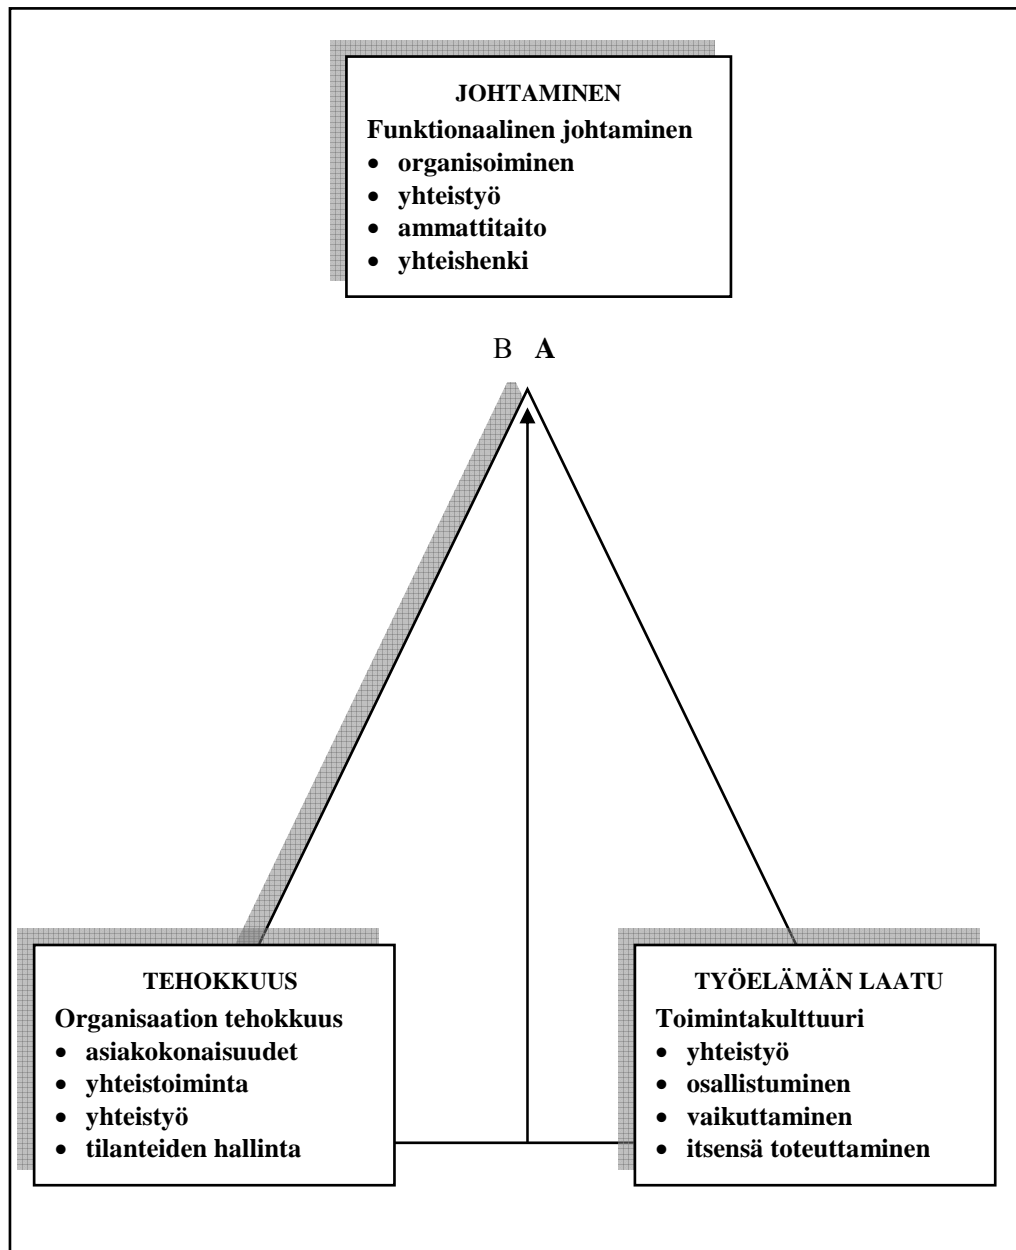 JOHTAMINEN
Funktionaalinen johtaminen
• organisoiminen
• yhteistyö
• ammattitaito
• yhteishenki
B A
TEHOKKUUS
Organisaation tehokkuus
• asiakokonaisuudet
• yhteistoiminta
• yhteistyö
• tilanteiden hallinta
TYÖELÄMÄN LAATU
Toimintakulttuuri
• yhteistyö
• osallistuminen
• vaikuttaminen
• itsensä toteuttaminen